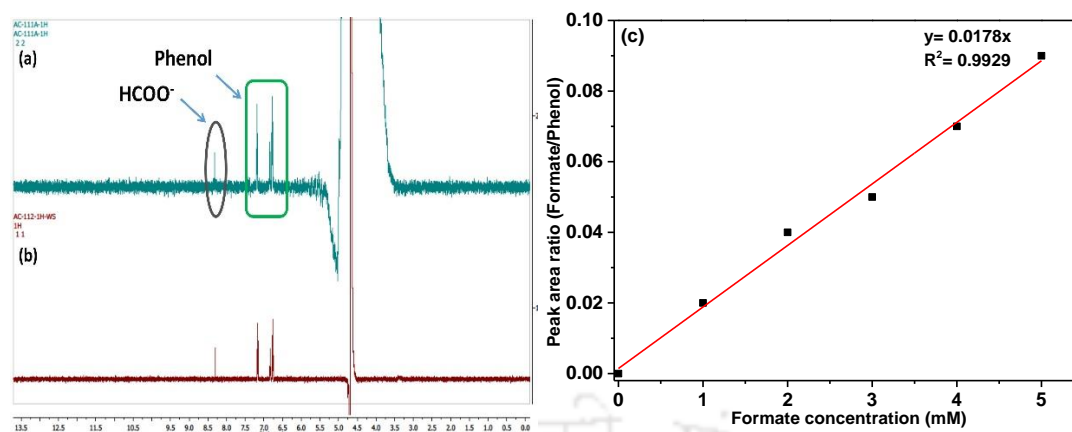 AC-111A-1H
AC-111A-1H
2 2
(a)
Phenol
HCOO-
AC-112-1H-WS
1H
1 1
(b)
13.5 12.5 11.5 10.5 9.5 9.0 8.5 8.0 7.5 7.0 6.5 6.0 5.5 5.0 4.5 4.0 3.5 3.0 2.5 2.0 1.5 1.0 0.5 0.0
(c)
y= 0.0178x
R2= 0.9929
Peak area ratio (Formate/Phenol)
0.10
0.08
0.06
0.04
0.02
0.00
0 1 2 3 4 5
Formate concentration (mM)